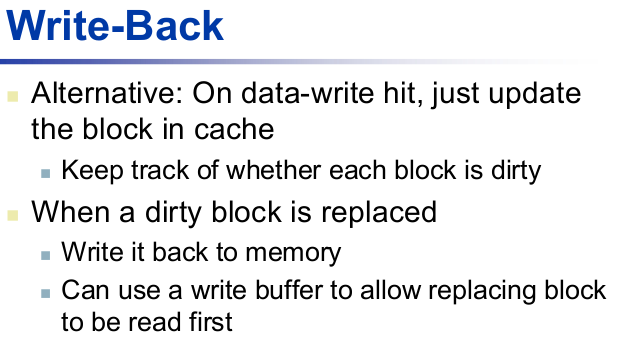 Write-Back
Alternative: On data-write hit, just update
the block in cache
Keep track of whether each block is dirty
When a dirty block is replaced
Write it back to memory
Can use a write buffer to allow replacing block
to be read first